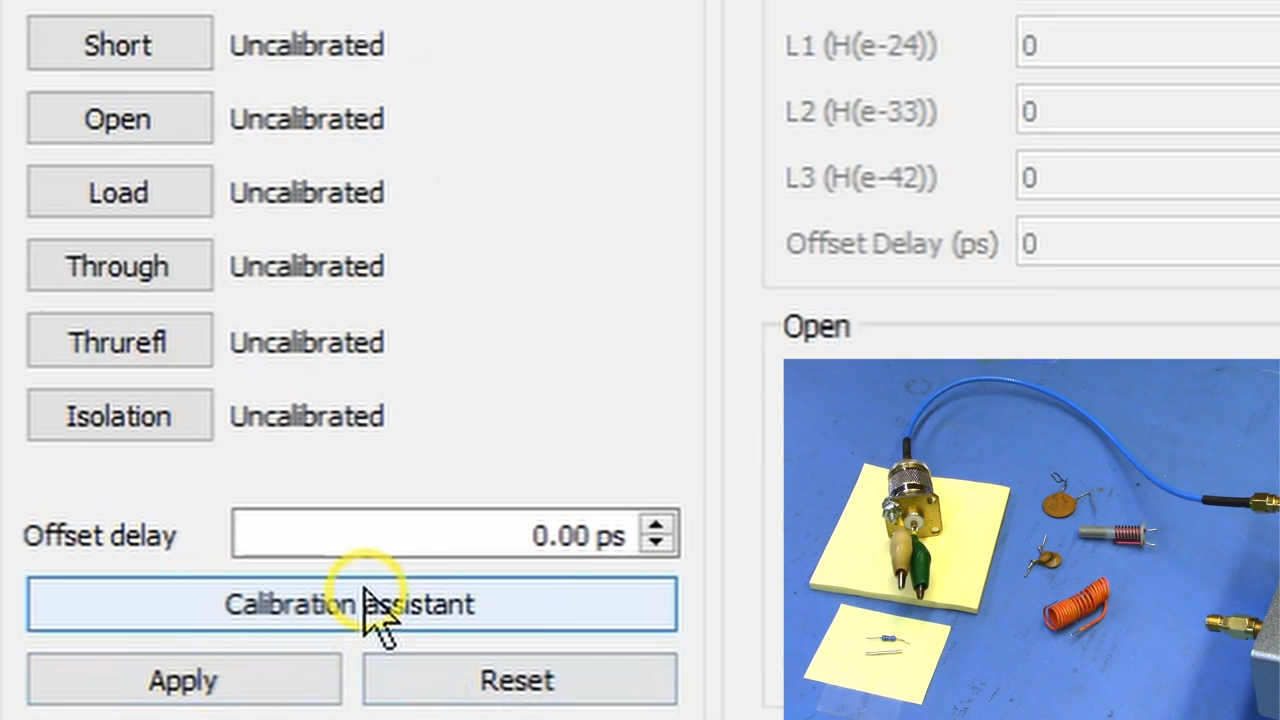 Short Uncalibrated
Open Uncalibrated
Load Uncalibrated
Through Uncalibrated
Thrurefl Uncalibrated
Isolation Uncalibrated
Offset delay 0.00 ps
Calibration assistant
Apply Reset
L1 (H(e-24)) 0
L2 (H(e-33)) 0
L3 (H(e-42)) 0
Offset Delay (ps) 0
Open